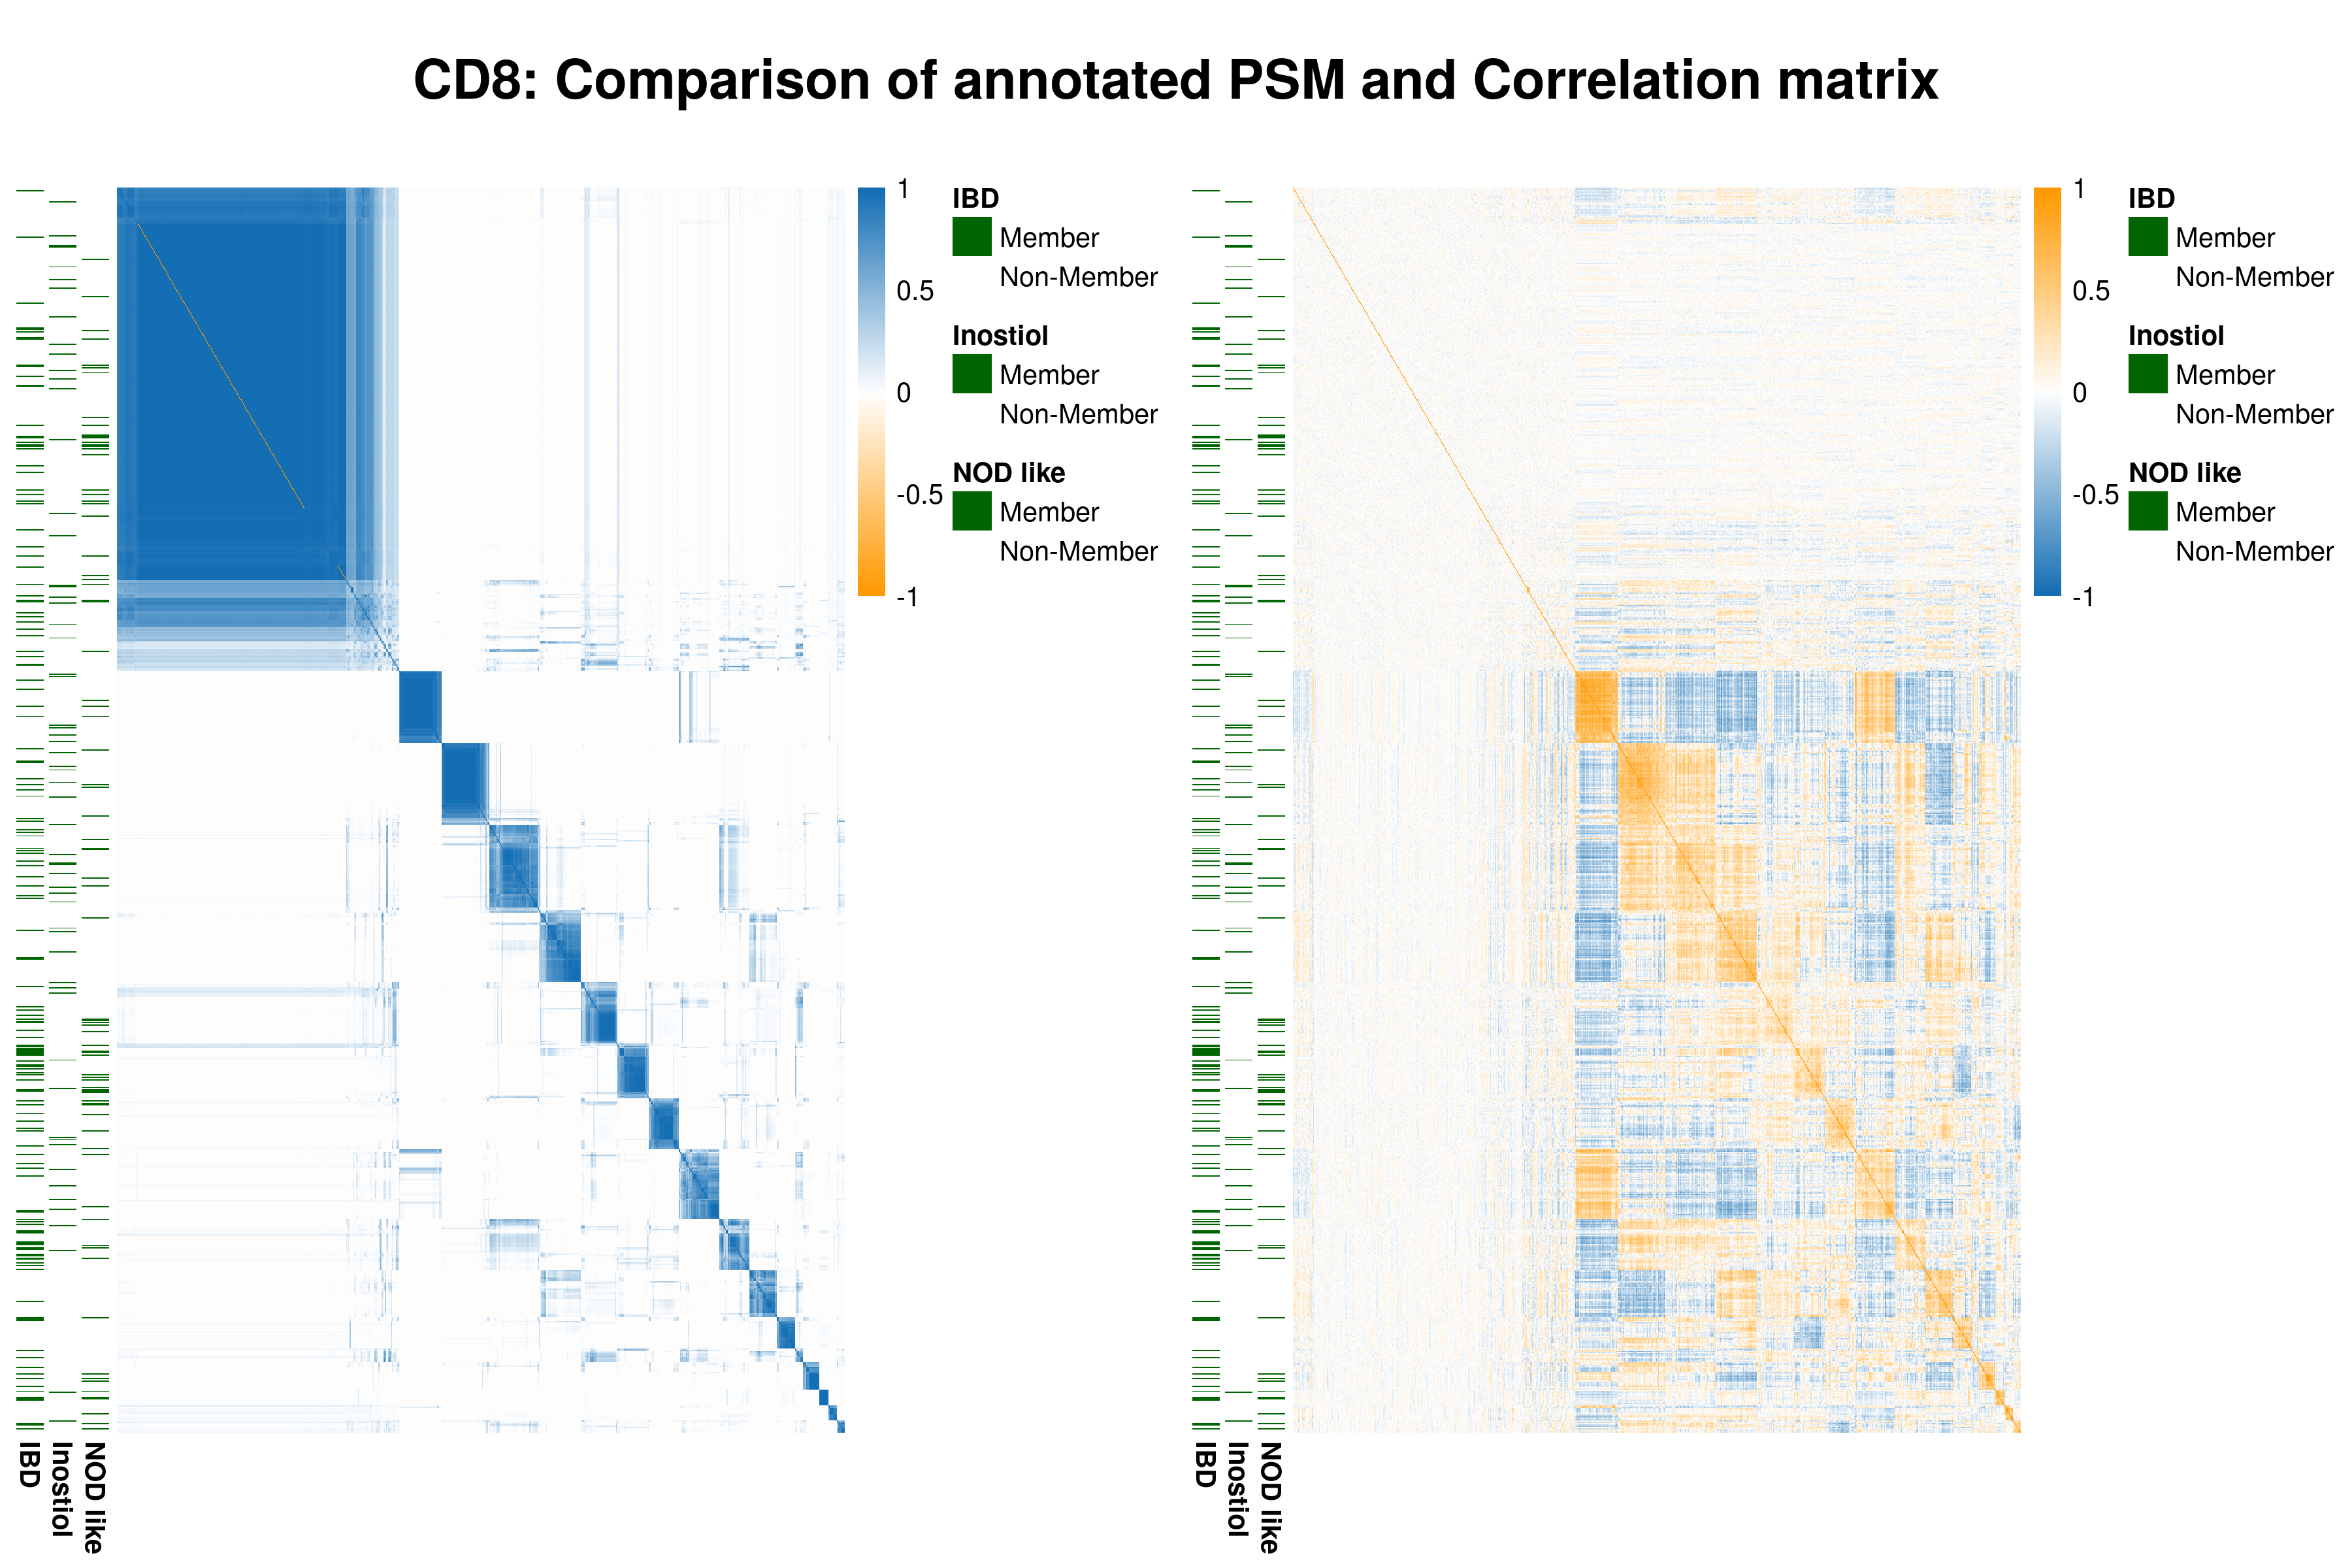 CD8: Comparison of annotated PSM and Correlation matrix
1
0.5
0
-0.5
-1
IBD
Member
Non-Member
Inostiol
Member
Non-Member
NOD like
Member
Non-Member
IBD
Inostiol
NOD like
1
0.5
0
-0.5
-1
IBD
Member
Non-Member
Inostiol
Member
Non-Member
NOD like
Member
Non-Member
IBD
Inostiol
NOD like